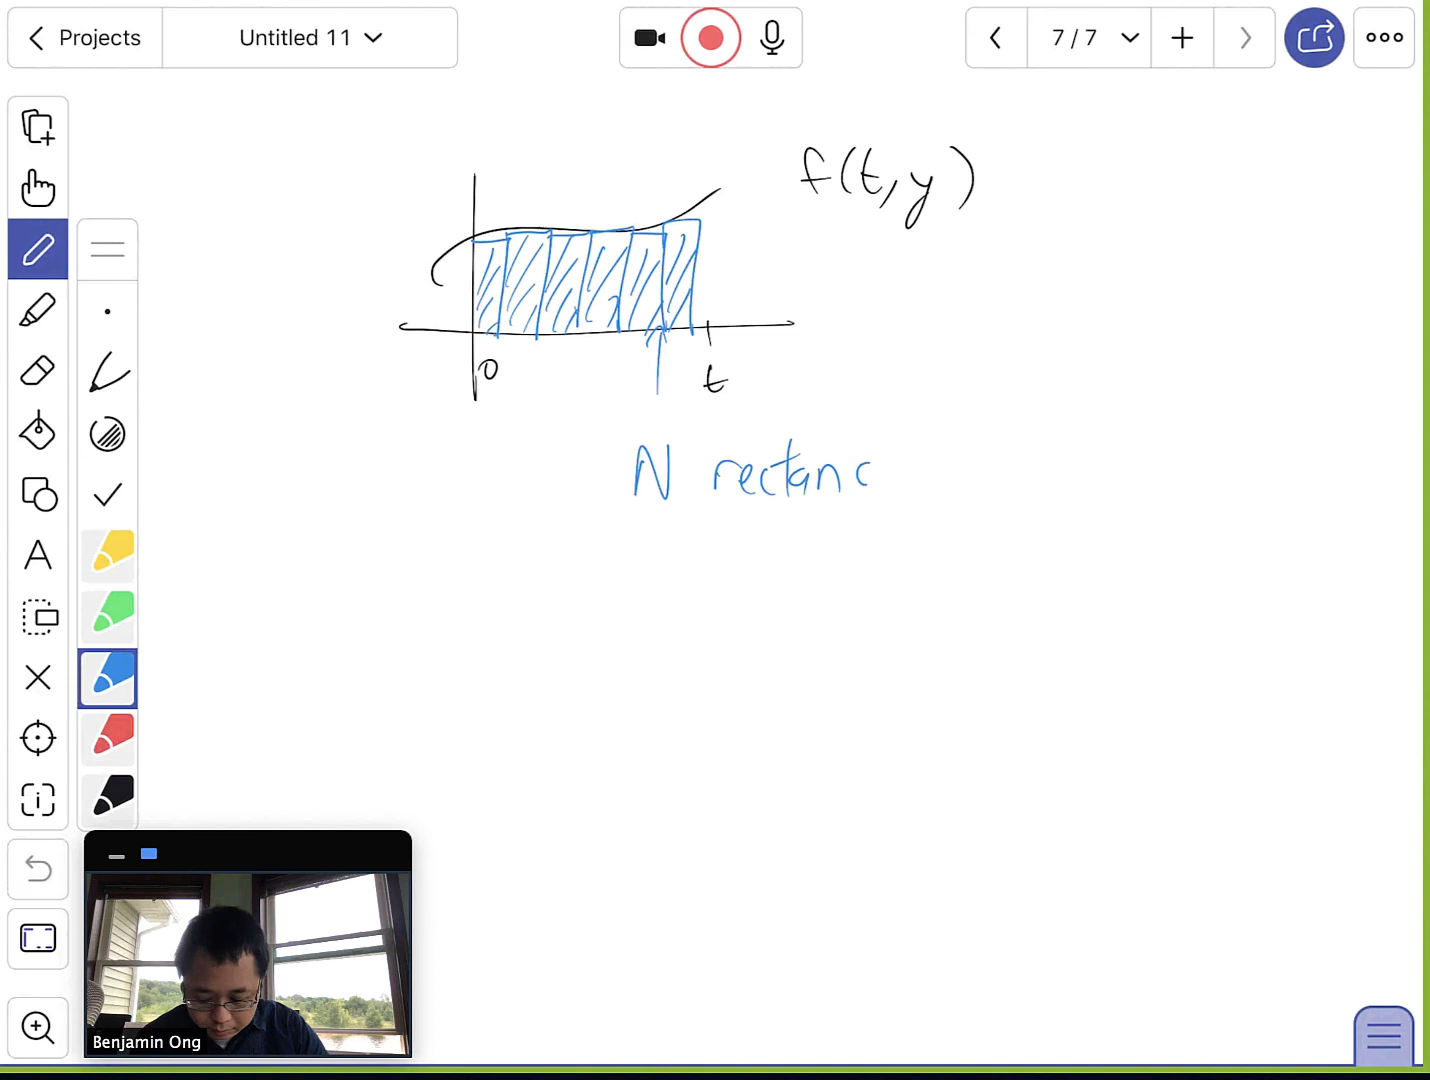 Projects
Untitled 11
7 / 7
f(t,y)
0
t
N rectanc
A
Benjamin Ong